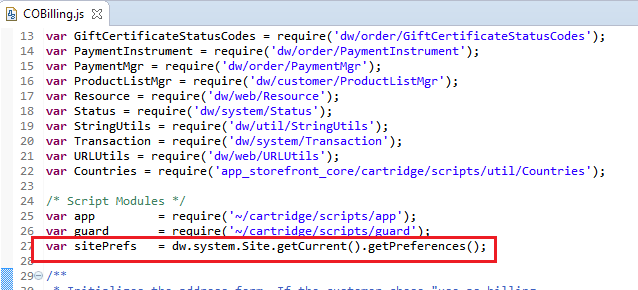 COBilling.js
13 var GiftCertificateStatusCodes = require('dw/order/GiftCertificateStatusCodes');
14 var PaymentInstrument = require('dw/order/PaymentInstrument');
15 var PaymentMgr = require('dw/order/PaymentMgr');
16 var ProductListMgr = require('dw/customer/ProductListMgr');
17 var Resource = require('dw/web/Resource');
18 var Status = require('dw/system/Status');
19 var StringUtils = require('dw/util/StringUtils');
20 var Transaction = require('dw/system/Transaction');
21 var URLUtils = require('dw/web/URLUtils');
22 var Countries = require('app_storefront_core/cartridge/scripts/util/Countries');
23
24 /* Script Modules */
25 var app = require('~/cartridge/scripts/app');
26 var guard = require('~/cartridge/scripts/guard');
27 var sitePrefs = dw.system.Site.getCurrent().getPreferences();
28
29 /**
* Initializes the address form. If the customer chose "use as billing